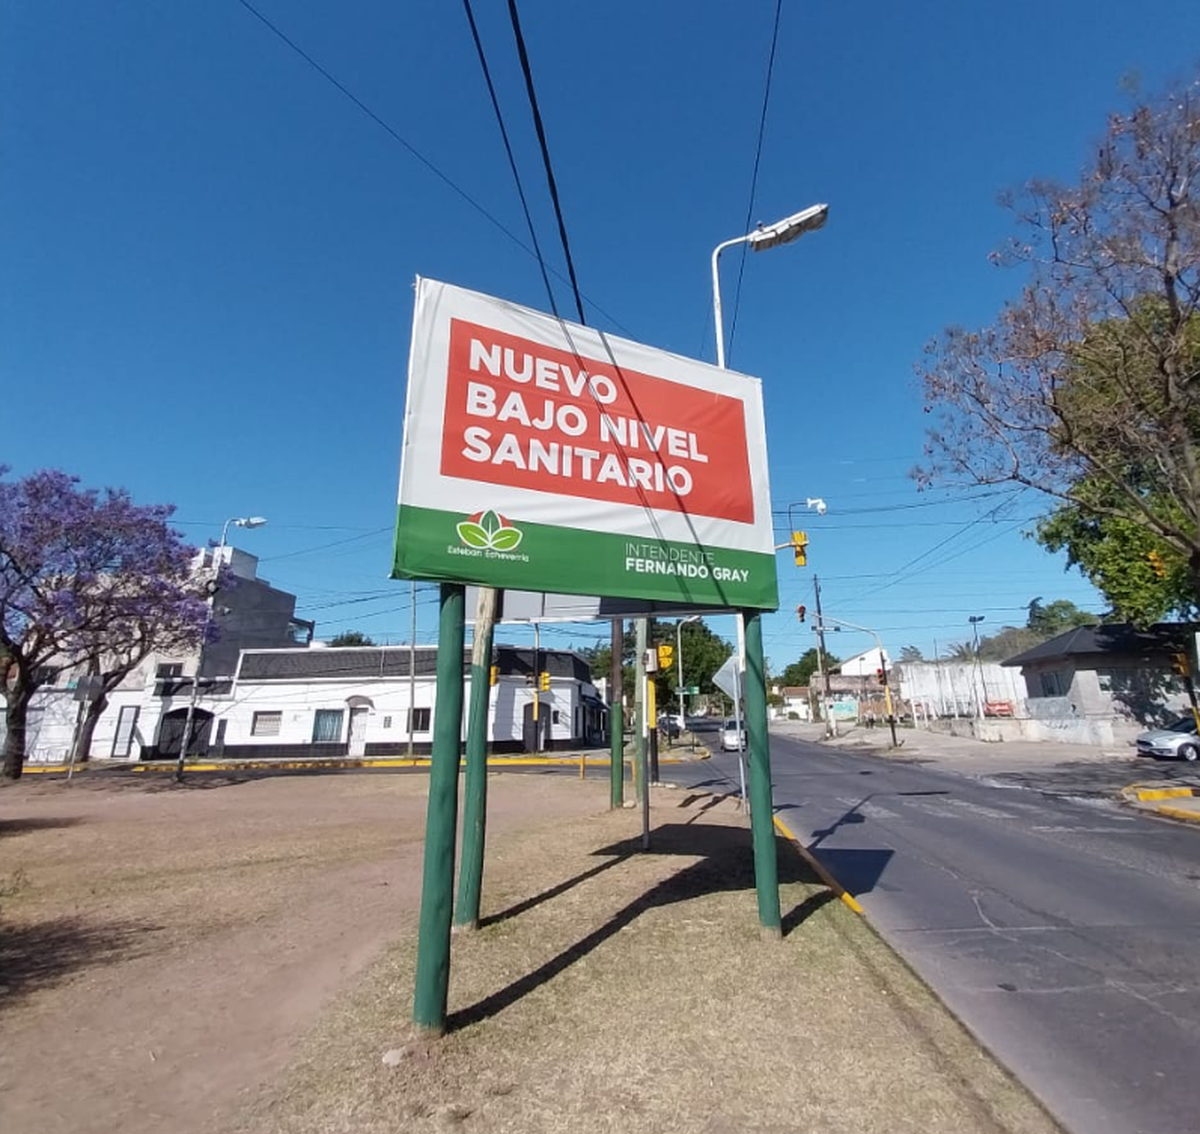 NUEVO
BAJO NIVEL
SANITARIO
Esteban Echeverría
INTENDENTE
FERNANDO GRAY